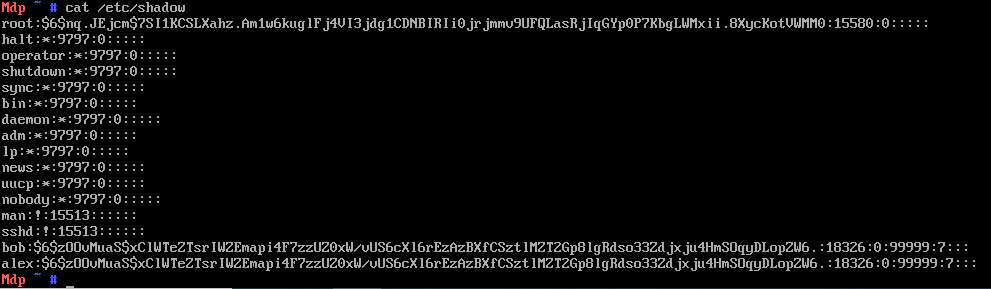 Mdp ~ # cat /etc/shadow
root:$6$nq.JEjcm$7SI1KCSLXahz.Am1w6kuglFj4VI3jdg1CDNBIRIi0jrjmmv9UFQLasRjIqGYp0P7KbgLWMxii.8XycKotVWMM0:15580:0:::::
halt:*:9797:0:::::
operator:*:9797:0:::::
shutdown:*:9797:0:::::
sync:*:9797:0:::::
bin:*:9797:0:::::
daemon:*:9797:0:::::
adm:*:9797:0:::::
lp:*:9797:0:::::
news:*:9797:0:::::
uucp:*:9797:0:::::
nobody:*:9797:0:::::
man:!:15513::::::
sshd:!:15513::::::
bob:$6$zOOvMuaS$xClWTeZTsrIWZEmapi4F7zzUZ0xW/vUS6cXl6rEzAzBXfCSztlMZTZGp8lgRdso33Zdjxju4HmSOqyDLopZW6.:18326:0:99999:7:::
alex:$6$zOOvMuaS$xClWTeZTsrIWZEmapi4F7zzUZ0xW/vUS6cXl6rEzAzBXfCSztlMZTZGp8lgRdso33Zdjxju4HmSOqyDLopZW6.:18326:0:99999:7:::
Mdp ~ #